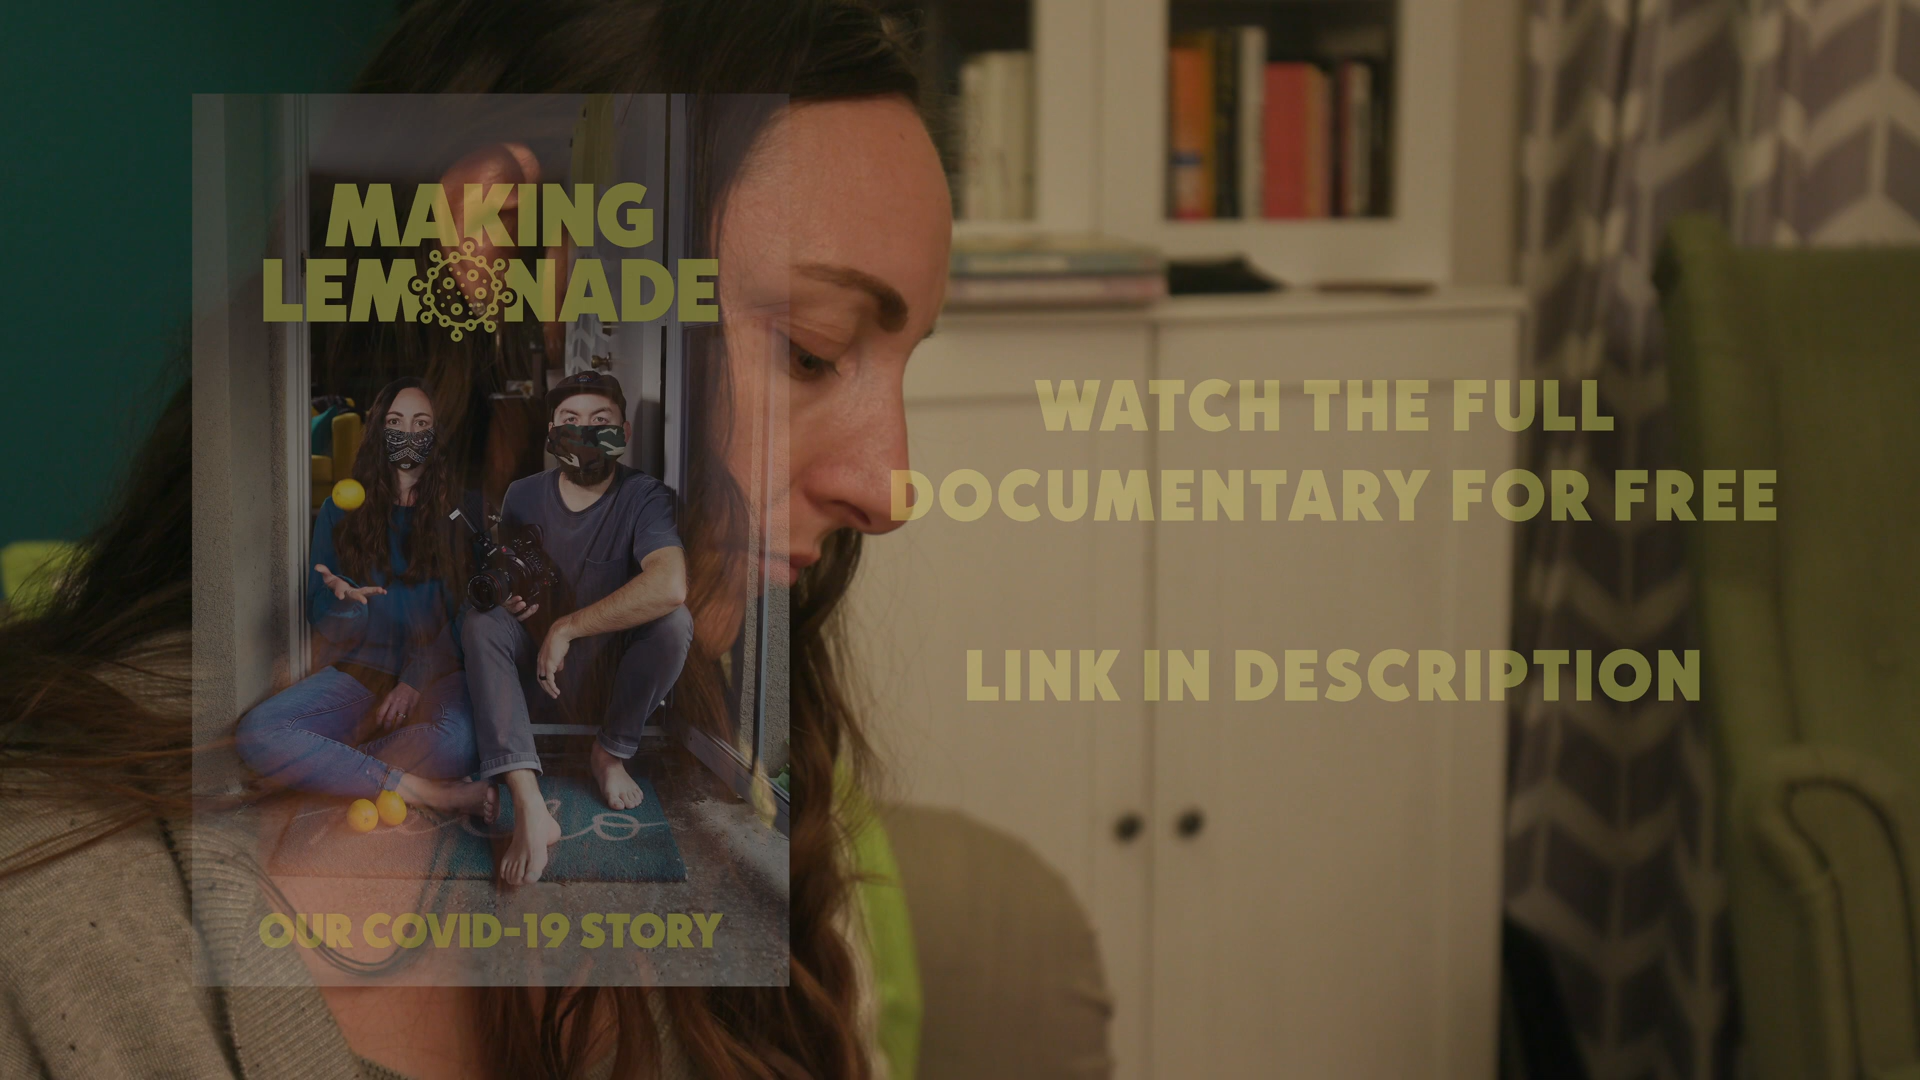 MAKING
LEMONADE
OUR COVID-19 STORY
WATCH THE FULL
DOCUMENTARY FOR FREE
LINK IN DESCRIPTION